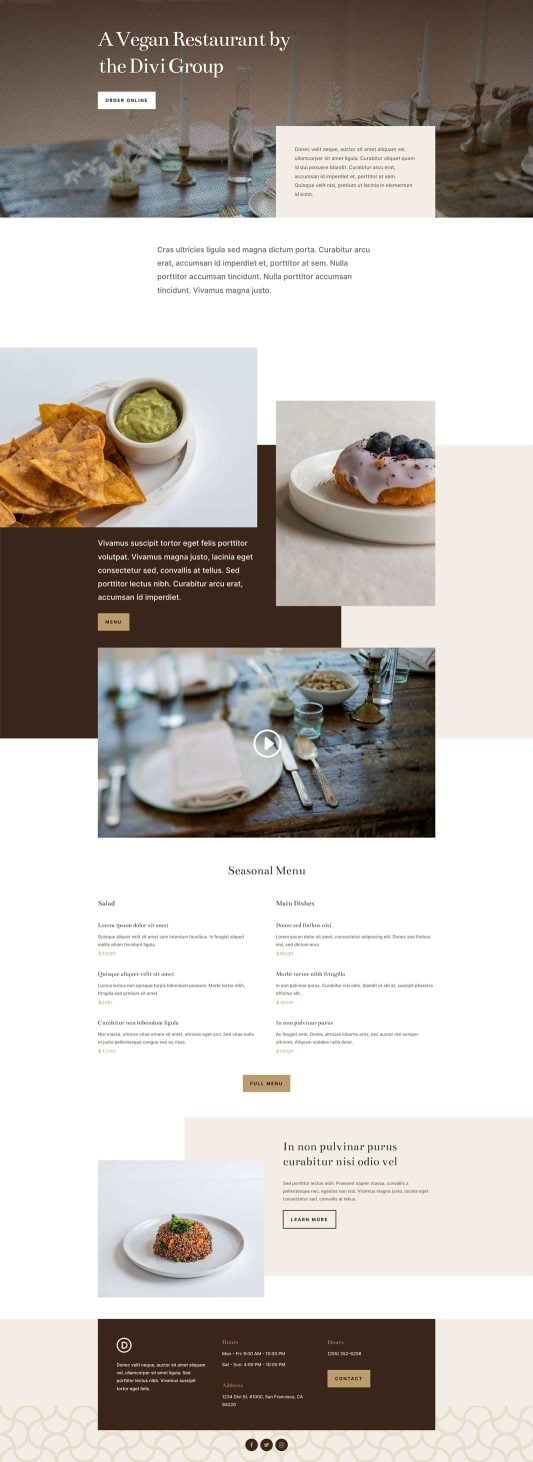 A Vegan Restaurant by
the Divi Group
ORDER ONLINE
Donec velit neque, auctor sit amet aliquam vel,
ullamcorper sit amet ligula. Curabitur aliquet quam
id dui posuere blandit. Curabitur arcu erat,
accumsan id imperdiet et, porttitor at sem.
Quisque velit nisi, pretium ut lacinia in elementum
id enim.
Cras ultricies ligula sed magna dictum porta. Curabitur arcu
erat, accumsan id imperdiet et, porttitor at sem. Nulla
porttitor accumsan tincidunt. Nulla porttitor accumsan
tincidunt. Vivamus magna justo.
Vivamus suscipit tortor eget felis porttitor
volutpat. Vivamus magna justo, lacinia eget
consectetur sed, convallis at tellus. Sed
porttitor lectus nibh. Curabitur arcu erat,
accumsan id imperdiet.
MENU
Seasonal Menu
Salad
Lorem ipsum dolor sit amet
Quisque aliquet velit sit amet sem interdum faucibus. In feugiat aliquet
mollis etiam tincidunt ligula.
Quisque aliquet velit sit amet
Luctus lectus non quisque turpis bibendum posuere. Morbi tortor nibh,
fringilla sed pretium sit amet.
Curabitur non bibendum ligula
Nisi massa, ultrices vitae ornare sit amet, ultricies eget orci. Sed vitae nulla
et justo pellentesque congue nec eu risus.
Main Dishes
Donec sed finibus nisi
Lorem ipsum dolor sit amet, consectetur adipiscing elit. Donec sed finibus
nisi, sed dictum eros.
Morbi tortor nibh fringilla
In non pulvinar purus. Curabitur nisi odio, blandit et elit at, suscipit pharetra
efficitur elit.
In non pulvinar purus
Ac feugiat ante. Donec ultricies lobortis eros, nec auctor nisl semper
ultricies. Aliquam sodales nulla dolor.
FULL MENU
In non pulvinar purus
curabitur nisi odio vel
Sed porttitor lectus nibh. Praesent sapien massa, convallis a
pellentesque nec, egestas non nisi. Vivamus magna justo, lacinia eget
consectetur sed, convallis at tellus.
LEARN MORE
D
Donec velit neque, auctor sit amet aliquam
vel, ullamcorper sit amet ligula. Sed
porttitor lectus nibh. Vivamus suscipit
tortor eget felis.
Hours
Mon - Fri: 9:00 AM - 10:00 PM
Sat - Sun: 4:00 PM - 10:00 PM
Address
1234 Divi St. #1000, San Francisco, CA
94220
Hours
(255) 352-6258
CONTACT